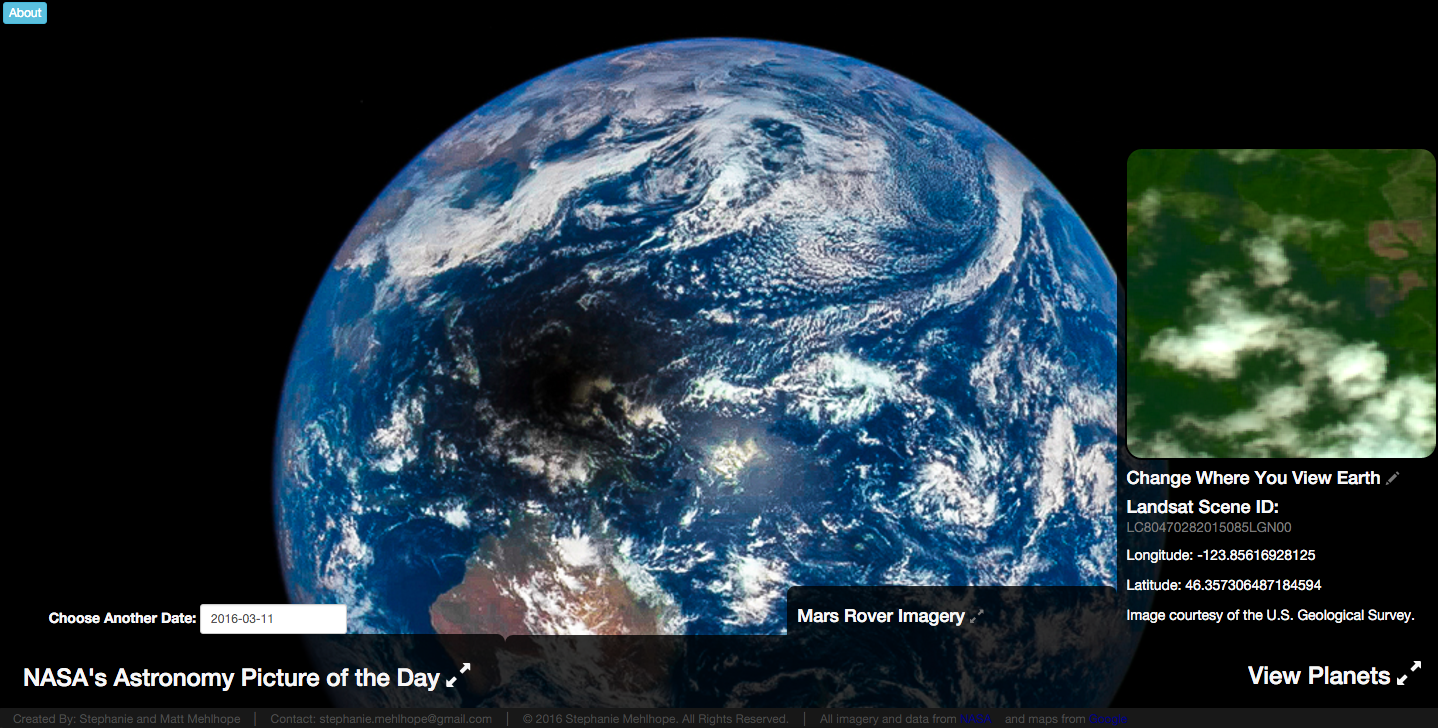 About
Change Where You View Earth
Landsat Scene ID:
LC80470282015085LGN00
Longitude: -123.85616928125
Latitude: 46.357306487184594
Image courtesy of the U.S. Geological Survey.
Choose Another Date: 2016-03-11
Mars Rover Imagery
NASA's Astronomy Picture of the Day
View Planets
Created By: Stephanie and Matt Mehlhope | Contact: stephanie.mehlhope@gmail.com | © 2016 Stephanie Mehlhope. All Rights Reserved. | All imagery and data from NASA and maps from Google